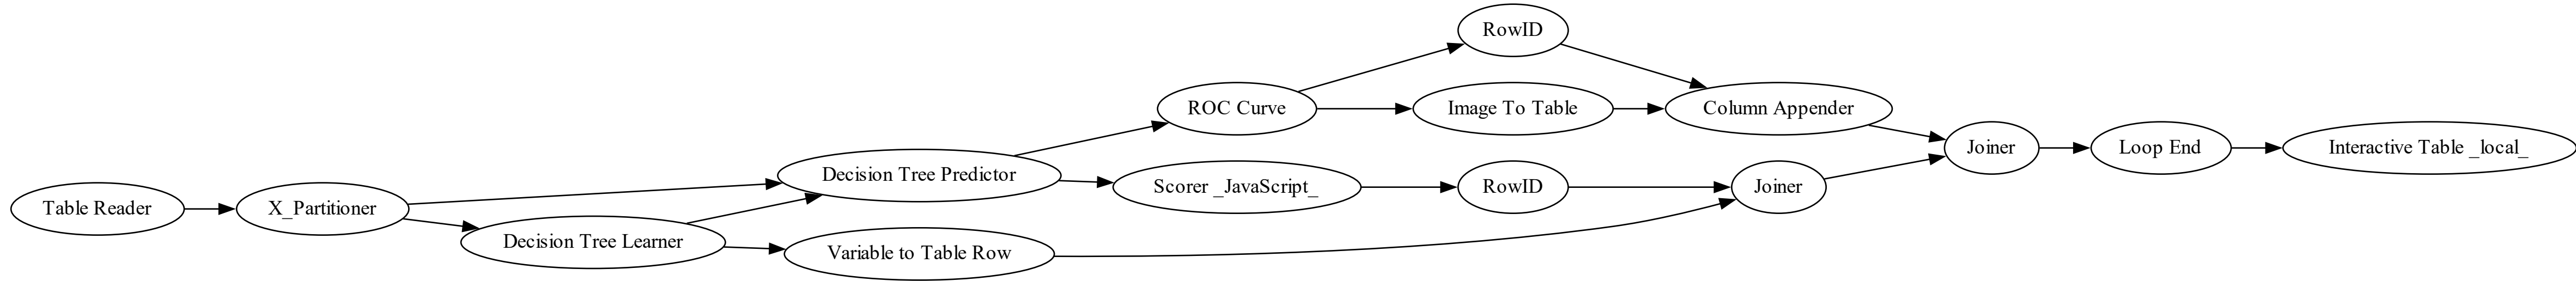 Table Reader
X_Partitioner
Decision Tree Learner
Decision Tree Predictor
Variable to Table Row
ROC Curve
Scorer _JavaScript_
RowID
Image To Table
RowID
Column Appender
Joiner
Joiner
Loop End
Interactive Table _local_